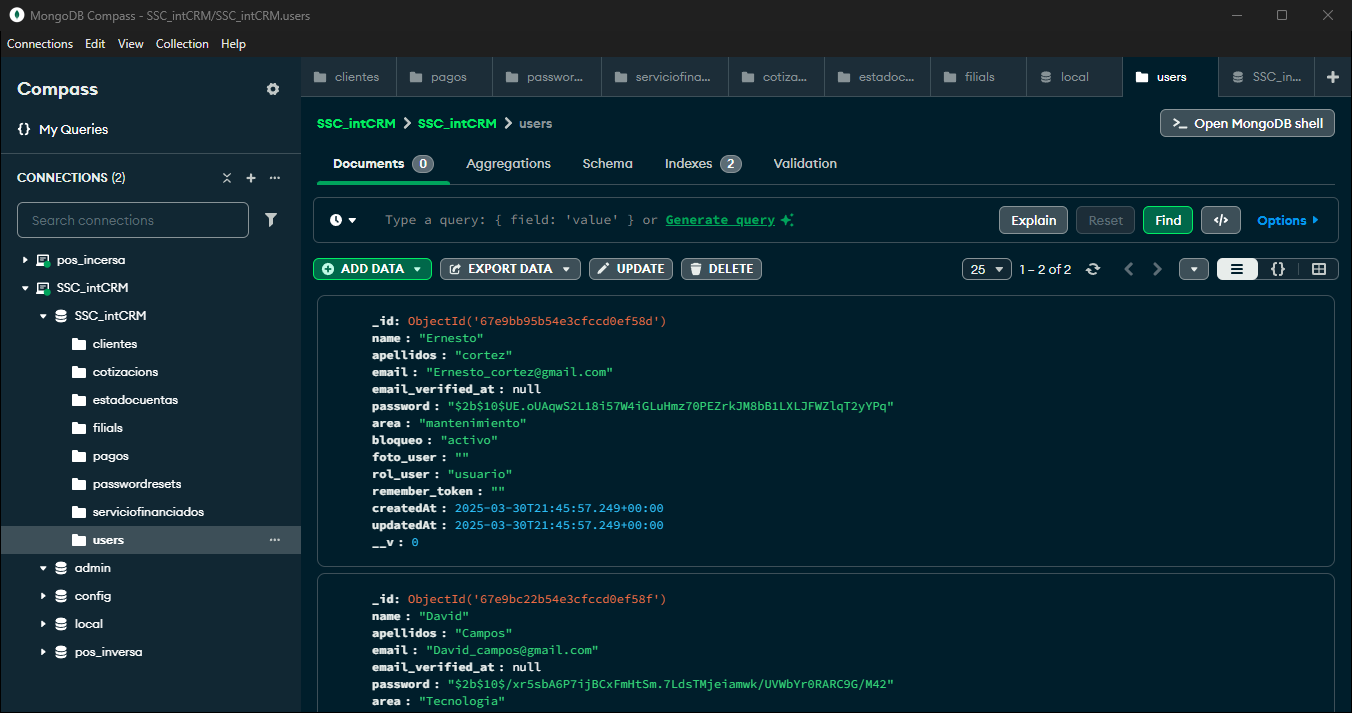 MongoDB Compass - SSC_intCRM/SSC_intCRM.users
Connections Edit View Collection Help
Compass
{} My Queries
CONNECTIONS (2)
Search connections
pos_incersa
SSC_intCRM
SSC_intCRM
clientes
cotizacions
estadocuentas
filials
pagos
passwordresets
serviciofinanciados
users
admin
config
local
pos_inversa
clientes pagos passwor... serviciofina... cotiza... estadoc... filials local users SSC_in...
SSC_intCRM > SSC_intCRM > users
>_ Open MongoDB shell
Documents 0 Aggregations Schema Indexes 2 Validation
Type a query: { field: 'value' } or Generate query
Explain Reset Find </> Options
ADD DATA EXPORT DATA UPDATE DELETE
25 1 – 2 of 2 {}
_id: ObjectId('67e9bb95b54e3cfccd0ef58d')
name : "Ernesto"
apellidos : "cortez"
email : "Ernesto_cortez@gmail.com"
email_verified_at : null
password : "$2b$10$UE.oUAqwS2L18i57W4iGLuHmz70PEZrkJM8bB1LXLJFWZlqT2yYPq"
area : "mantenimiento"
bloqueo : "activo"
foto_user : ""
rol_user : "usuario"
remember_token : ""
createdAt : 2025-03-30T21:45:57.249+00:00
updatedAt : 2025-03-30T21:45:57.249+00:00
__v : 0
_id: ObjectId('67e9bc22b54e3cfccd0ef58f')
name : "David"
apellidos : "Campos"
email : "David_campos@gmail.com"
email_verified_at : null
password : "$2b$10$/xr5sbA6P7ijBCxFmHtSm.7LdsTMjeiamwk/UVWbYr0RARC9G/M42"
area : "Tecnologia"